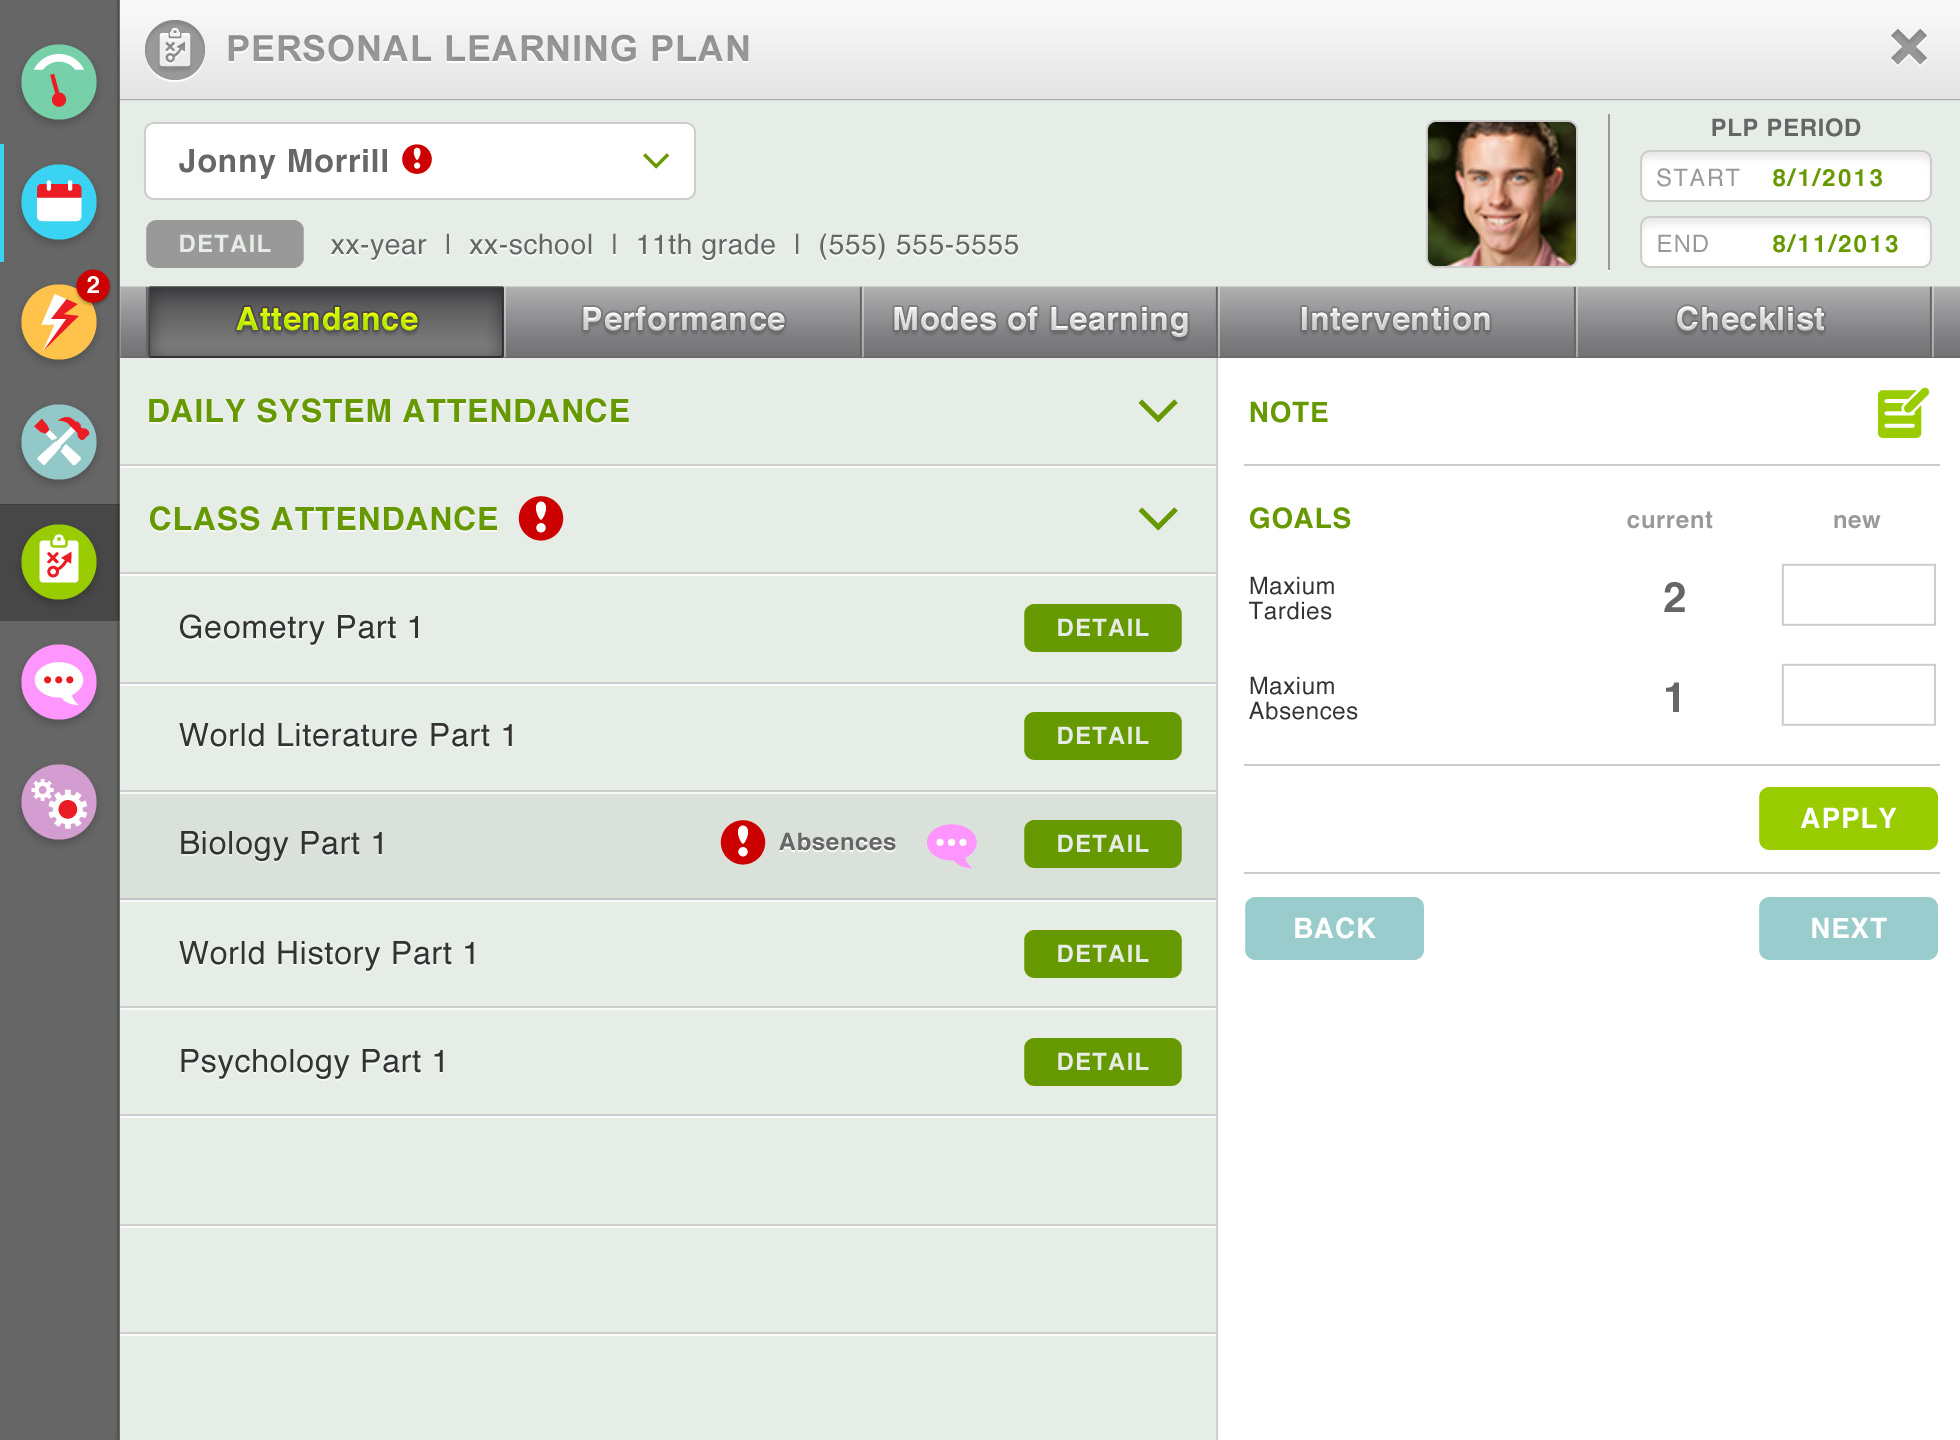 PERSONAL LEARNING PLAN
Jonny Morrill
DETAIL xx-year | xx-school | 11th grade | (555) 555-5555
PLP PERIOD
START 8/1/2013
END 8/11/2013
2
Attendance Performance Modes of Learning Intervention Checklist
DAILY SYSTEM ATTENDANCE
CLASS ATTENDANCE
Geometry Part 1 DETAIL
World Literature Part 1 DETAIL
Biology Part 1 Absences DETAIL
World History Part 1 DETAIL
Psychology Part 1 DETAIL
NOTE
GOALS current new
Maxium
Tardies 2
Maxium
Absences 1
APPLY
BACK NEXT